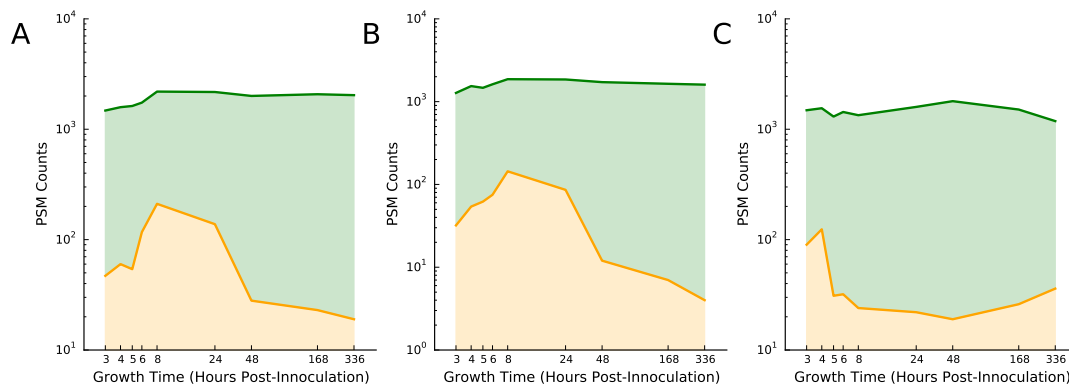 A
10^4
10^3
10^2
10^1
PSM Counts
3 4 5 6 8 24 48 168 336
Growth Time (Hours Post-Innoculation)
B
10^4
10^3
10^2
10^1
10^0
PSM Counts
3 4 5 6 8 24 48 168 336
Growth Time (Hours Post-Innoculation)
C
10^4
10^3
10^2
10^1
PSM Counts
3 4 5 6 8 24 48 168 336
Growth Time (Hours Post-Innoculation)